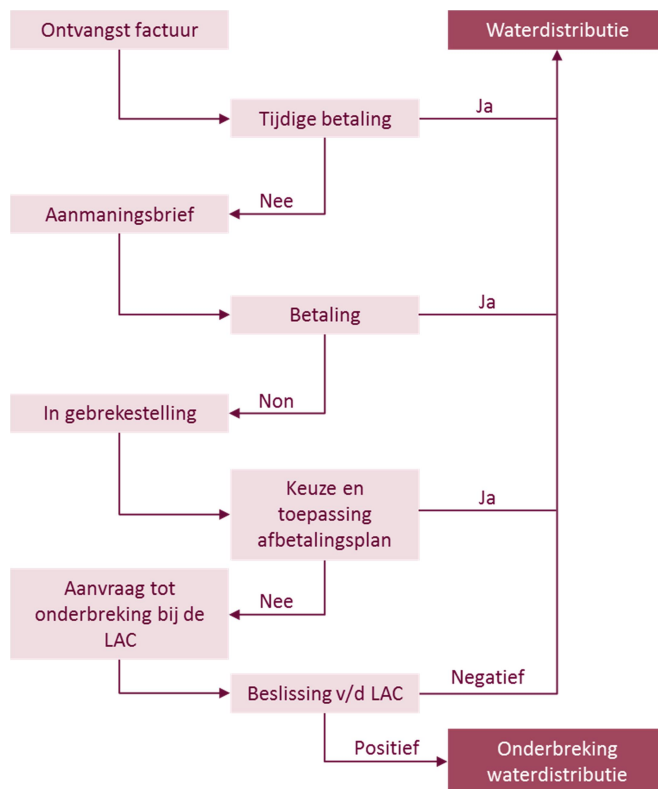 Ontvangst factuur
Waterdistributie
Tijdige betaling
Ja
Nee
Aanmaningsbrief
Betaling
Ja
Non
In gebrekestelling
Keuze en
toepassing
afbetalingsplan
Ja
Nee
Aanvraag tot
onderbreking bij de
LAC
Beslissing v/d LAC
Negatief
Positief
Onderbreking
waterdistributie